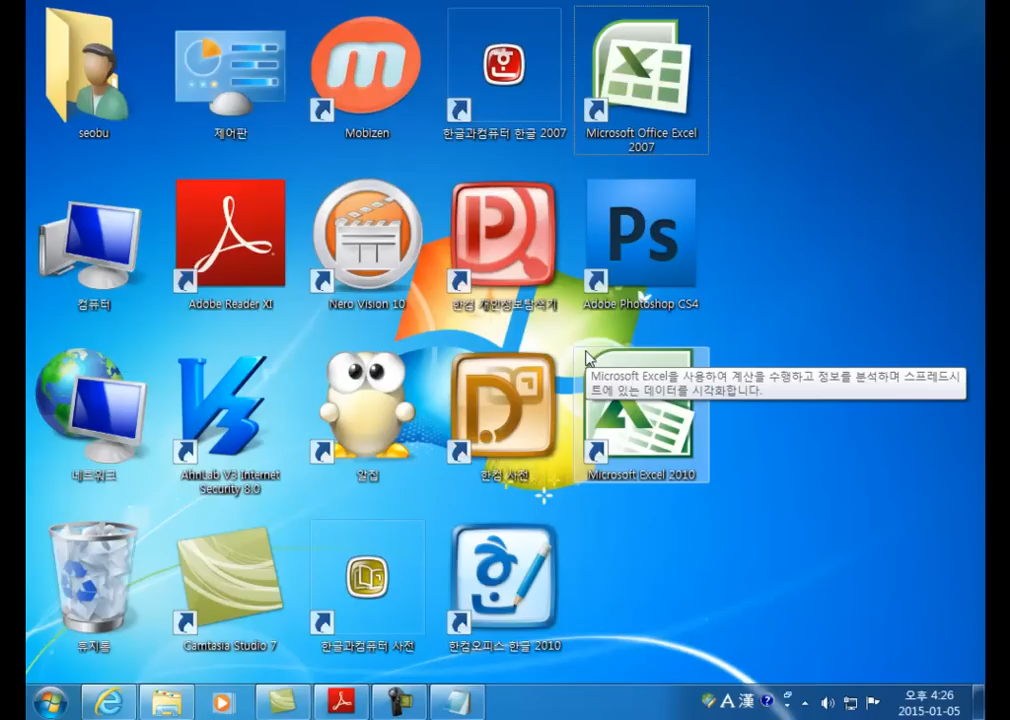 seobu
제어판
Mobizen
한글과컴퓨터 한글 2007
Microsoft Office Excel
2007
컴퓨터
Adobe Reader XI
Nero Vision 10
한컴 개인정보탐색기
Ps
Adobe Photoshop CS4
Microsoft Excel을 사용하여 계산을 수행하고 정보를 분석하며 스프레드시
트에 있는 데이터를 시각화합니다.
네트워크
AhnLab V3 Internet
Security 8.0
알집
한컴 사전
Microsoft Excel 2010
휴지통
Camtasia Studio 7
한글과컴퓨터 사전
한컴오피스 한글 2010
A 漢
오후 4:26
2015-01-05